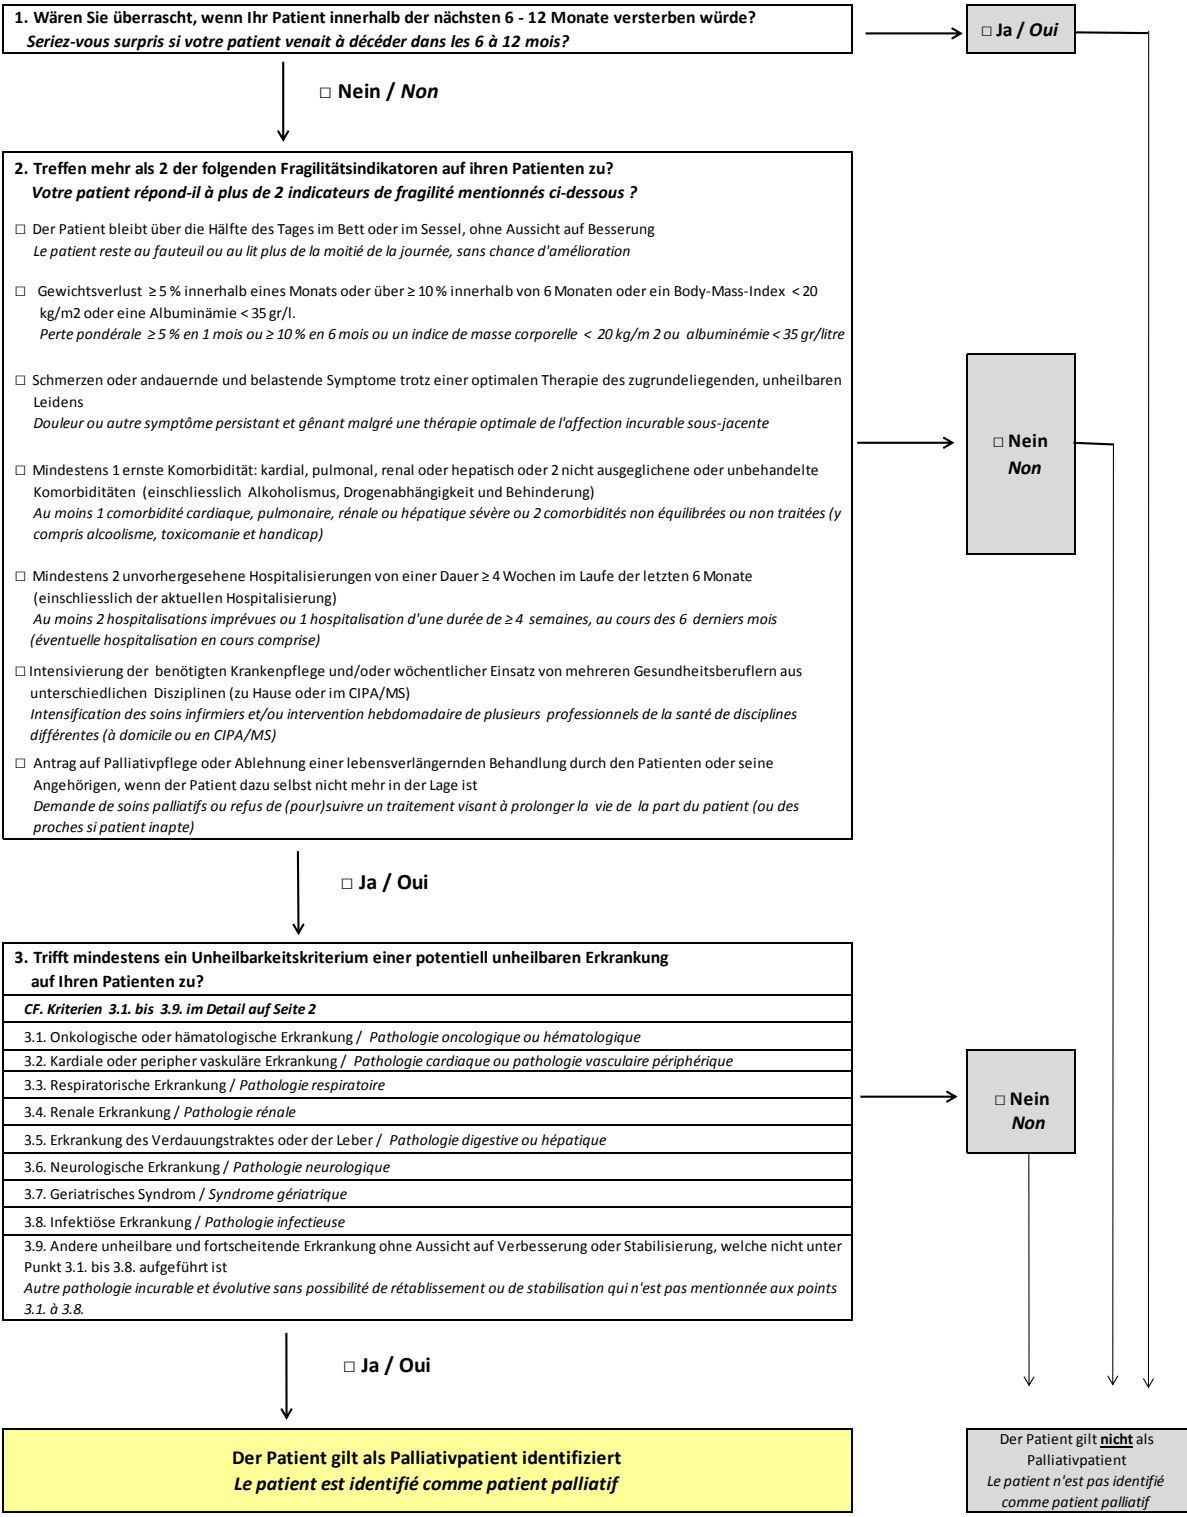 1. Wären Sie überrascht, wenn Ihr Patient innerhalb der nächsten 6 - 12 Monate versterben würde?
Seriez-vous surpris si votre patient venait à décéder dans les 6 à 12 mois?
□ Ja / Oui
□ Nein / Non
2. Treffen mehr als 2 der folgenden Fragilitätsindikatoren auf ihren Patienten zu?
Votre patient répond-il à plus de 2 indicateurs de fragilité mentionnés ci-dessous ?
□ Der Patient bleibt über die Hälfte des Tages im Bett oder im Sessel, ohne Aussicht auf Besserung
Le patient reste au fauteuil ou au lit plus de la moitié de la journée, sans chance d'amélioration
□ Gewichtsverlust ≥ 5 % innerhalb eines Monats oder über ≥ 10 % innerhalb von 6 Monaten oder ein Body-Mass-Index < 20
kg/m2 oder eine Albuminämie < 35 gr/l.
Perte pondérale ≥ 5 % en 1 mois ou ≥ 10 % en 6 mois ou un indice de masse corporelle < 20 kg/m 2 ou albuminémie < 35 gr/litre
□ Schmerzen oder andauernde und belastende Symptome trotz einer optimalen Therapie des zugrundeliegenden, unheilbaren
Leidens
Douleur ou autre symptôme persistant et gênant malgré une thérapie optimale de l'affection incurable sous-jacente
□ Nein
Non
□ Mindestens 1 ernste Komorbidität: kardial, pulmonal, renal oder hepatisch oder 2 nicht ausgeglichene oder unbehandelte
Komorbiditäten (einschliesslich Alkoholismus, Drogenabhängigkeit und Behinderung)
Au moins 1 comorbidité cardiaque, pulmonaire, rénale ou hépatique sévère ou 2 comorbidités non équilibrées ou non traitées (y
compris alcoolisme, toxicomanie et handicap)
□ Mindestens 2 unvorhergesehene Hospitalisierungen von einer Dauer ≥ 4 Wochen im Laufe der letzten 6 Monate
(einschliesslich der aktuellen Hospitalisierung)
Au moins 2 hospitalisations imprévues ou 1 hospitalisation d'une durée de ≥ 4 semaines, au cours des 6 derniers mois
(éventuelle hospitalisation en cours comprise)
□ Intensivierung der benötigten Krankenpflege und/oder wöchentlicher Einsatz von mehreren Gesundheitsberuflern aus
unterschiedlichen Disziplinen (zu Hause oder im CIPA/MS)
Intensification des soins infirmiers et/ou intervention hebdomadaire de plusieurs professionnels de la santé de disciplines
différentes (à domicile ou en CIPA/MS)
□ Antrag auf Palliativpflege oder Ablehnung einer lebensverlängernden Behandlung durch den Patienten oder seine
Angehörigen, wenn der Patient dazu selbst nicht mehr in der Lage ist
Demande de soins palliatifs ou refus de (pour)suivre un traitement visant à prolonger la vie de la part du patient (ou des
proches si patient inapte)
□ Ja / Oui
3. Trifft mindestens ein Unheilbarkeitskriterium einer potentiell unheilbaren Erkrankung
auf Ihren Patienten zu?
CF. Kriterien 3.1. bis 3.9. im Detail auf Seite 2
3.1. Onkologische oder hämatologische Erkrankung / Pathologie oncologique ou hématologique
3.2. Kardiale oder peripher vaskuläre Erkrankung / Pathologie cardiaque ou pathologie vasculaire périphérique
3.3. Respiratorische Erkrankung / Pathologie respiratoire
3.4. Renale Erkrankung / Pathologie rénale
3.5. Erkrankung des Verdauungstraktes oder der Leber / Pathologie digestive ou hépatique
3.6. Neurologische Erkrankung / Pathologie neurologique
3.7. Geriatrisches Syndrom / Syndrome gériatrique
3.8. Infektiöse Erkrankung / Pathologie infectieuse
3.9. Andere unheilbare und fortscheitende Erkrankung ohne Aussicht auf Verbesserung oder Stabilisierung, welche nicht unter
Punkt 3.1. bis 3.8. aufgeführt ist
Autre pathologie incurable et évolutive sans possibilité de rétablissement ou de stabilisation qui n'est pas mentionnée aux points
3.1. à 3.8.
□ Nein
Non
□ Ja / Oui
Der Patient gilt als Palliativpatient identifiziert
Le patient est identifié comme patient palliatif
Der Patient gilt nicht als
Palliativpatient
Le patient n'est pas identifié
comme patient palliatif